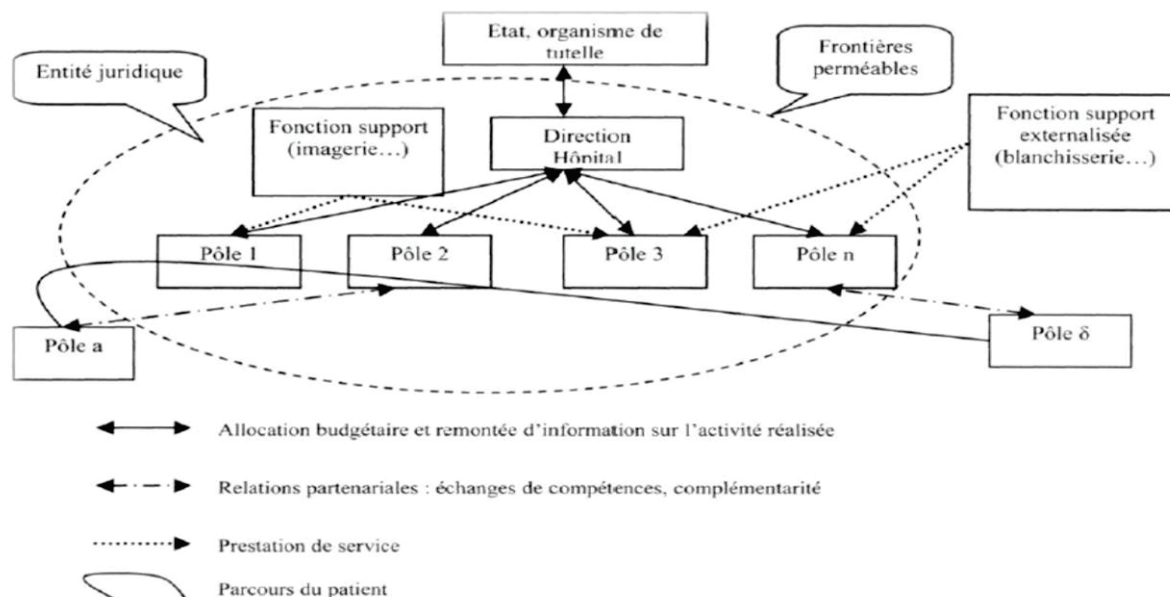 Etat, organisme de
tutelle
Entité juridique
Frontières
perméables
Fonction support
(imagerie…)
Direction
Hôpital
Fonction support
externalisée
(blanchisserie…)
Pôle 1
Pôle 2
Pôle 3
Pôle n
Pôle a
Pôle δ
Allocation budgétaire et remontée d'information sur l'activité réalisée
Relations partenariales : échanges de compétences, complémentarité
Prestation de service
Parcours du patient